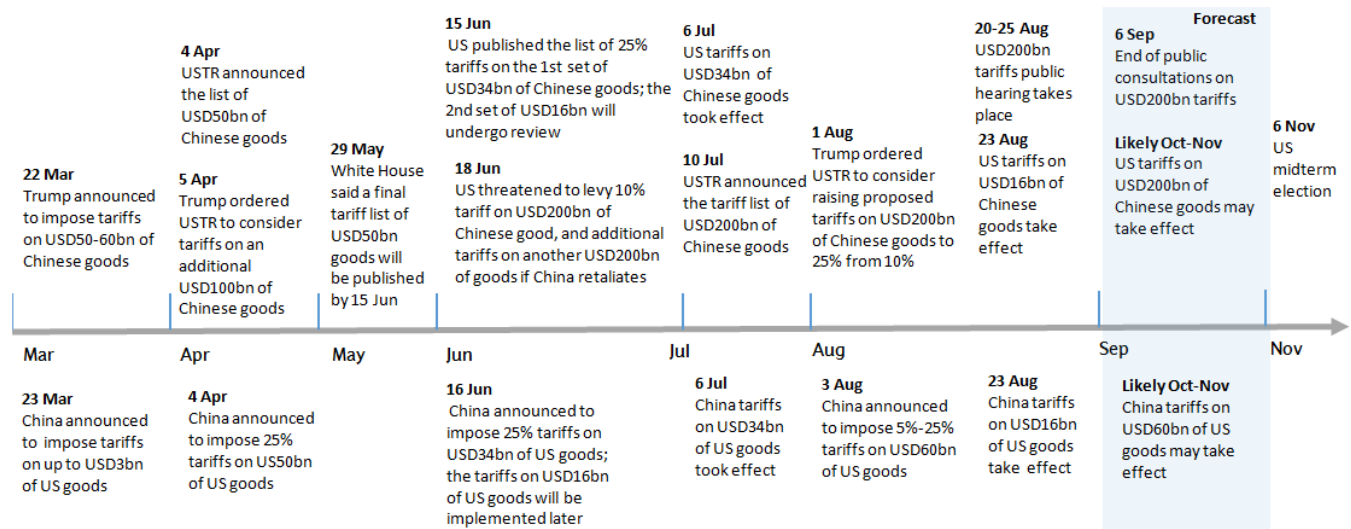 Forecast
22 Mar
Trump announced
to impose tariffs
on USD50-60bn of
Chinese goods
4 Apr
USTR announced
the list of
USD50bn of
Chinese goods
5 Apr
Trump ordered
USTR to consider
tariffs on an
additional
USD100bn of
Chinese goods
29 May
White House
said a final
tariff list of
USD50bn
goods will
be published
by 15 Jun
15 Jun
US published the list of 25%
tariffs on the 1st set of
USD34bn of Chinese goods; the
2nd set of USD16bn will
undergo review
18 Jun
US threatened to levy 10%
tariff on USD200bn of
Chinese good, and additional
tariffs on another USD200bn
of goods if China retaliates
6 Jul
US tariffs on
USD34bn of
Chinese goods
took effect
10 Jul
USTR announced
the tariff list of
USD200bn of
Chinese goods
1 Aug
Trump ordered
USTR to consider
raising proposed
tariffs on USD200bn
of Chinese goods to
25% from 10%
20-25 Aug
USD200bn
tariffs public
hearing takes
place
23 Aug
US tariffs on
USD16bn of
Chinese
goods take
effect
6 Sep
End of public
consultations on
USD200bn tariffs
Likely Oct-Nov
US tariffs on
USD200bn of
Chinese goods may
take effect
6 Nov
US
midterm
election
Mar
Apr
May
Jun
Jul
Aug
Sep
Nov
23 Mar
China announced
to impose tariffs
on up to USD3bn
of US goods
4 Apr
China announced
to impose 25%
tariffs on US50bn
of US goods
16 Jun
China announced to
impose 25% tariffs on
USD34bn of US goods;
the tariffs on USD16bn
of US goods will be
implemented later
6 Jul
China tariffs
on USD34bn
of US goods
took effect
3 Aug
China announced
to impose 5%-25%
tariffs on USD60bn
of US goods
23 Aug
China tariffs
on USD16bn
of US goods
take effect
Likely Oct-Nov
China tariffs on
USD60bn of US
goods may take
effect